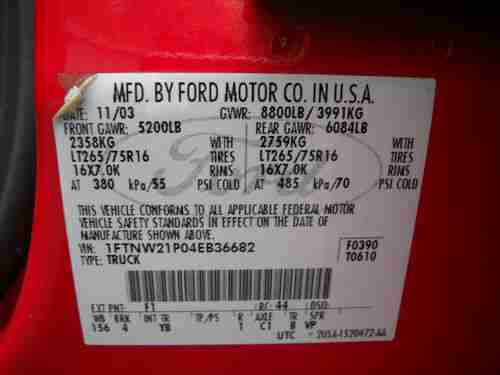 MFD. BY FORD MOTOR CO. IN U.S.A.
DATE: 11/03 GVWR: 8800LB/ 3991KG
FRONT GAWR: 5200LB REAR GAWR: 6084LB
2358KG WITH 2759KG WITH
LT265/75R16 TIRES LT265/75R16 TIRES
16X7.0K RIMS 16X7.0K RIMS
AT 380 kPa/55 PSI COLD AT 485 kPa/70 PSI COLD
THIS VEHICLE CONFORMS TO ALL APPLICABLE FEDERAL MOTOR
VEHICLE SAFETY STANDARDS IN EFFECT ON THE DATE OF
MANUFACTURE SHOWN ABOVE.
VIN: 1FTNW21P04EB36682 F0390
TYPE: TRUCK T0610
EXT PNT: F1 RC: 44 DSO:
WB BRK INT TR TP/PS R AXLE TR SPR
156 4 YB 1 C1 B VP
UTC
Ford